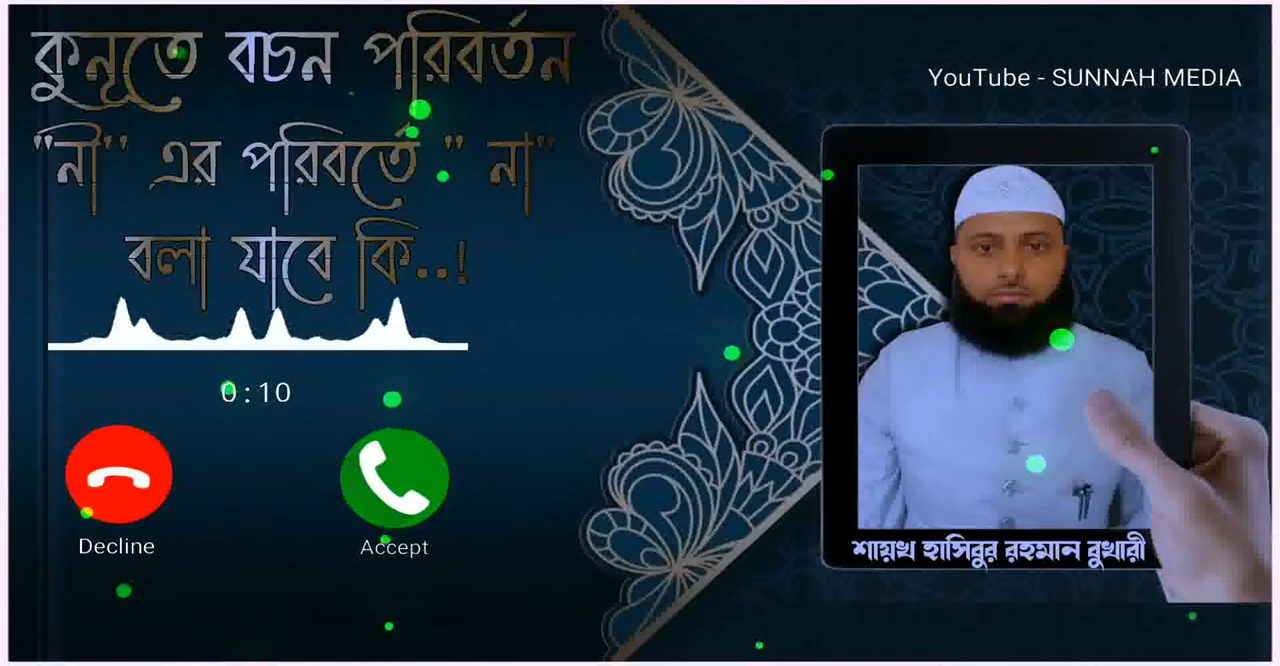 কুনূতে বচন পরিবর্তন
"নী" এর পরিবর্তে " না"
বলা যাবে কি..!
0:10
Decline
Accept
YouTube - SUNNAH MEDIA
শায়খ হাসিবুর রহমান বুখারী